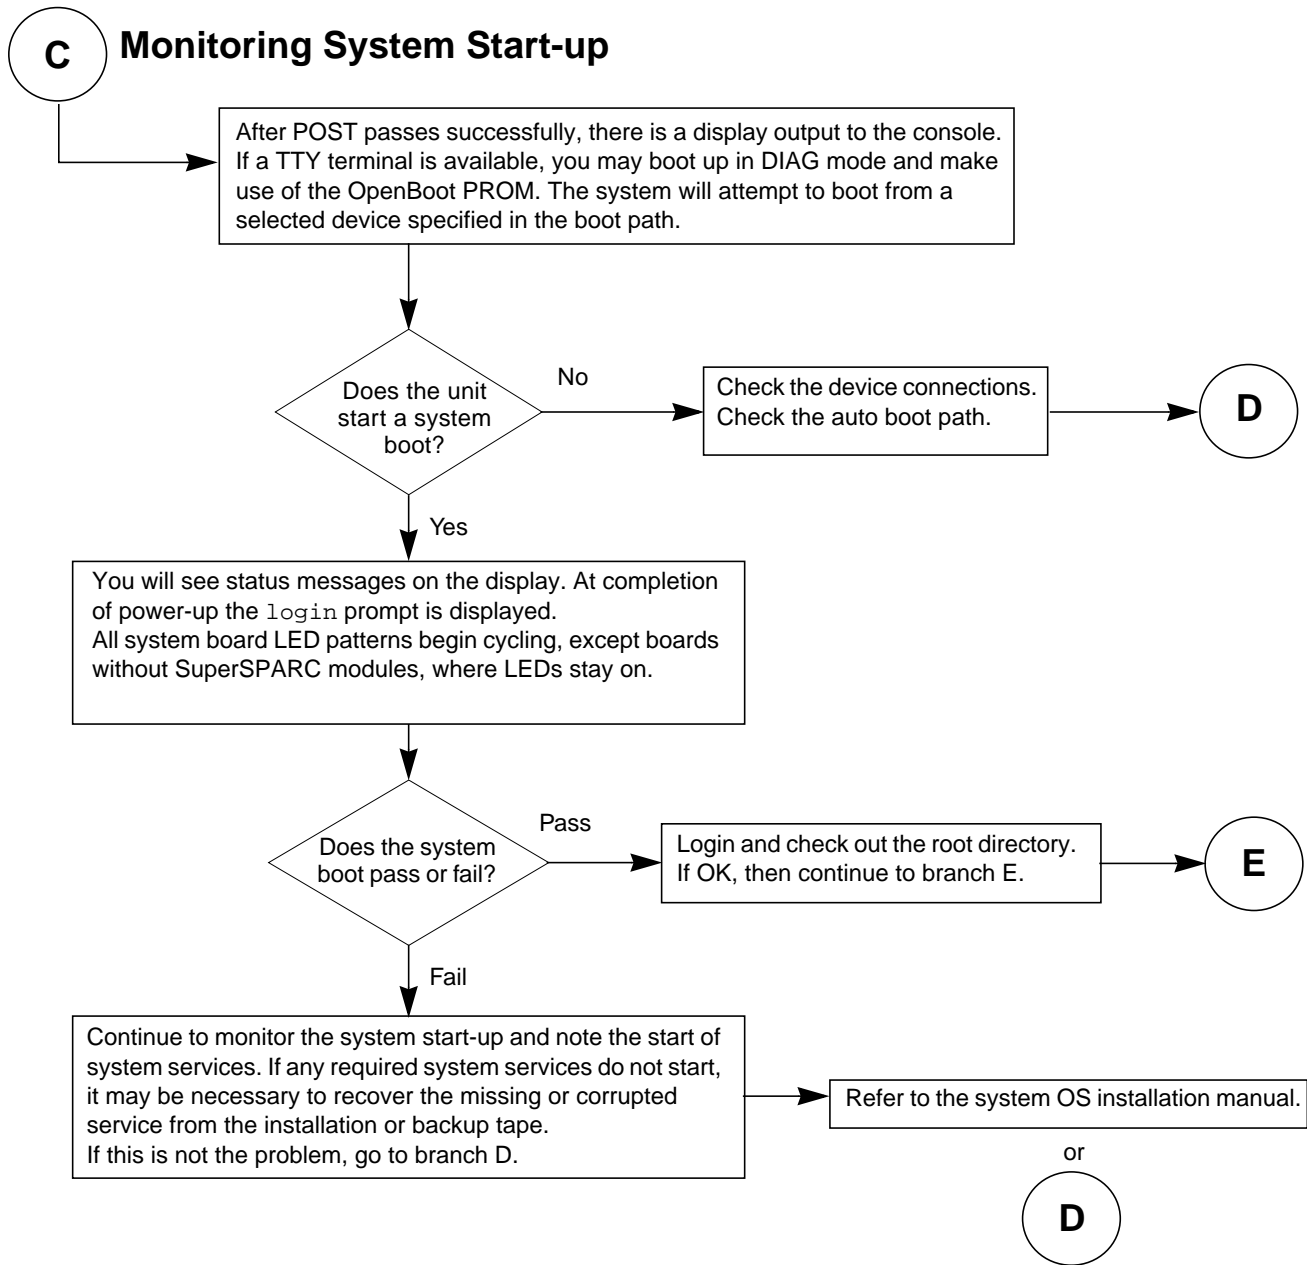 C
Monitoring System Start-up
After POST passes successfully, there is a display output to the console.
If a TTY terminal is available, you may boot up in DIAG mode and make
use of the OpenBoot PROM. The system will attempt to boot from a
selected device specified in the boot path.
Does the unit
start a system
boot?
No
Check the device connections.
Check the auto boot path.
D
Yes
You will see status messages on the display. At completion
of power-up the login prompt is displayed.
All system board LED patterns begin cycling, except boards
without SuperSPARC modules, where LEDs stay on.
Does the system
boot pass or fail?
Pass
Login and check out the root directory.
If OK, then continue to branch E.
E
Fail
Continue to monitor the system start-up and note the start of
system services. If any required system services do not start,
it may be necessary to recover the missing or corrupted
service from the installation or backup tape.
If this is not the problem, go to branch D.
Refer to the system OS installation manual.
or
D